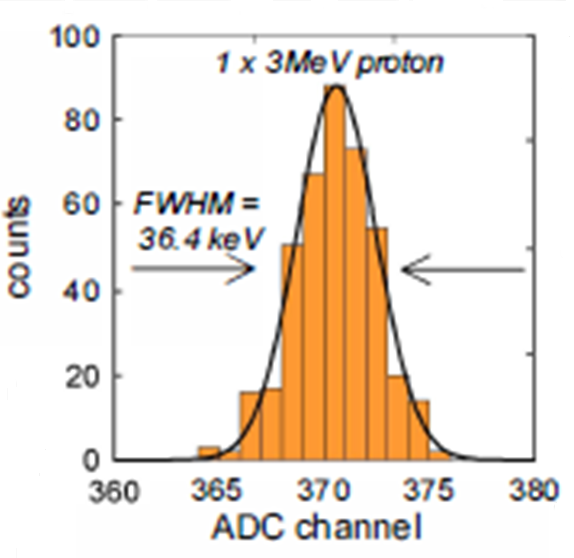 100
1 x 3MeV proton
80
60
FWHM =
36.4 keV
40
20
0
counts
360 365 370 375 380
ADC channel